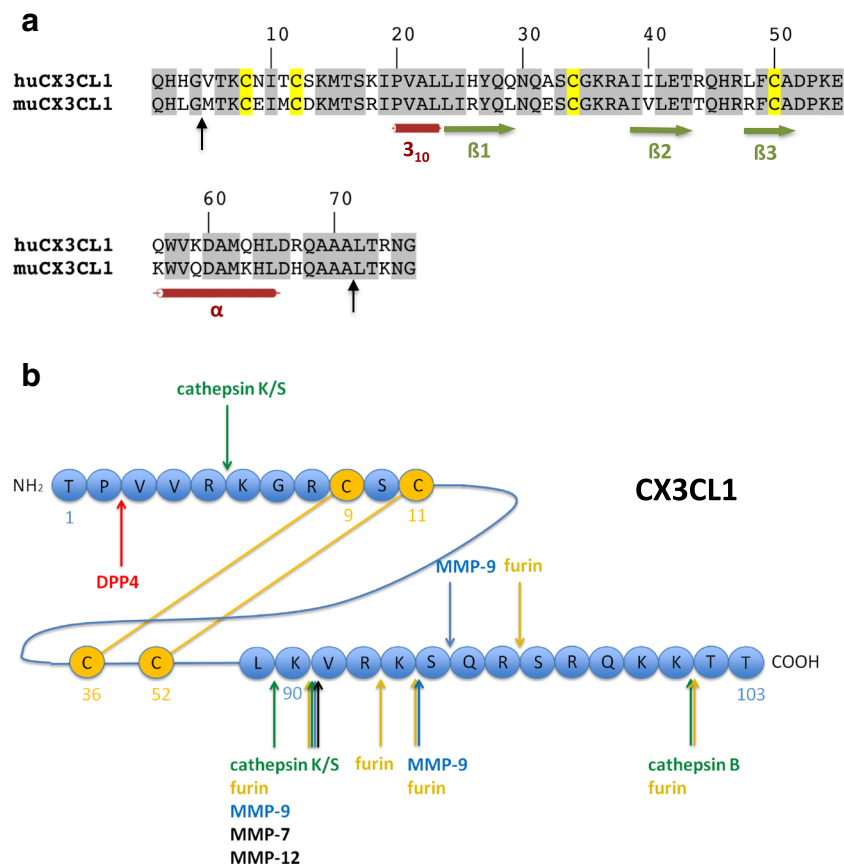 a
10 20 30 40 50
huCX3CL1 QHHGVTKCNITCSKMTSKIPVALLIHYQQNQASCGKRAIILETRQHRLFCADPKE
muCX3CL1 QHLGMTKCEIMCDKMTSRIPVALLIRYQLNQESCGKRAIVLETTQHRRFCADPKE
3₁₀ ß1 ß2 ß3
60 70
huCX3CL1 QWVKDAMQHLDRQAAALTRNG
muCX3CL1 KWVQDAMKHLDHQAAALTKNG
α
b
cathepsin K/S
NH₂ T P V V R K G R C S C
CX3CL1
1 9 11
DPP4
MMP-9 furin
C C L K V R K S Q R S R Q K K T T COOH
36 52 90 103
cathepsin K/S furin MMP-9 cathepsin B
furin furin furin
MMP-9
MMP-7
MMP-12